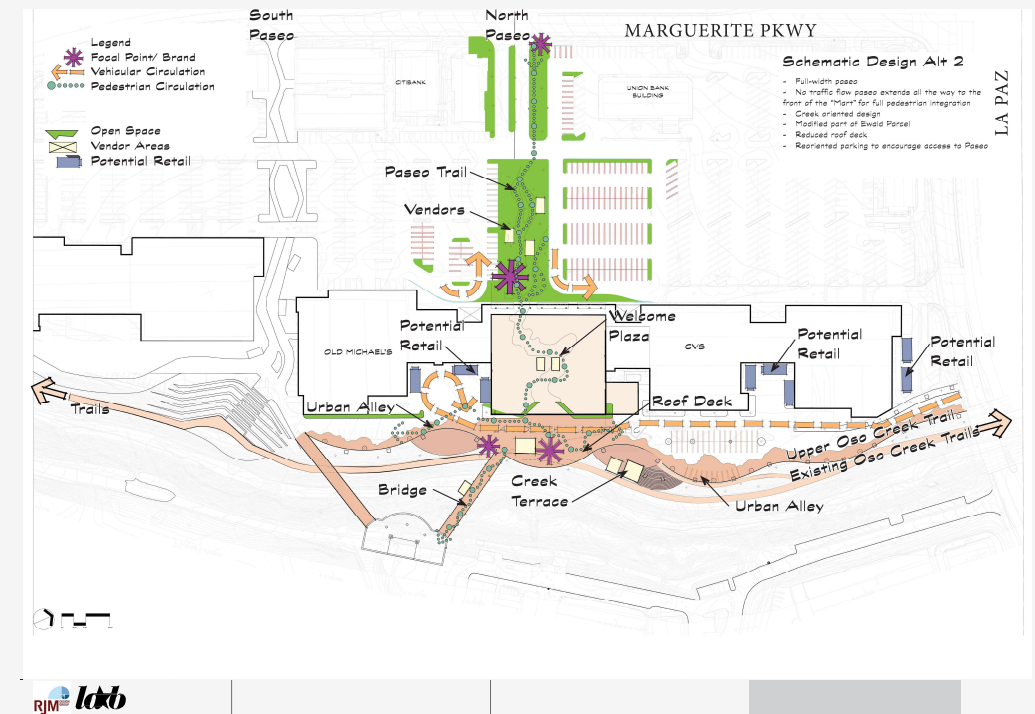 South
Paseo
North
Paseo
MARGUERITE PKWY
Legend
Focal Point/ Brand
Vehicular Circulation
Pedestrian Circulation
Open Space
Vendor Areas
Potential Retail
Schematic Design Alt 2
- Full-width paseo
- No traffic flow paseo extends all the way to the
front of the "Mart" for full pedestrian integration
- Creek oriented design
- Modified part of Ewald Parcel
- Reduced roof deck
- Reoriented parking to encourage access to Paseo
LA PAZ
CITIBANK
UNION BANK
BUILDING
Paseo Trail
Vendors
Welcome
Plaza
Potential
Retail
OLD MICHAEL'S
CVS
Potential
Retail
Potential
Retail
Trails
Urban Alley
Roof Deck
Upper Oso Creek Trail
Existing Oso Creek Trails
Bridge
Creek
Terrace
Urban Alley
RJM